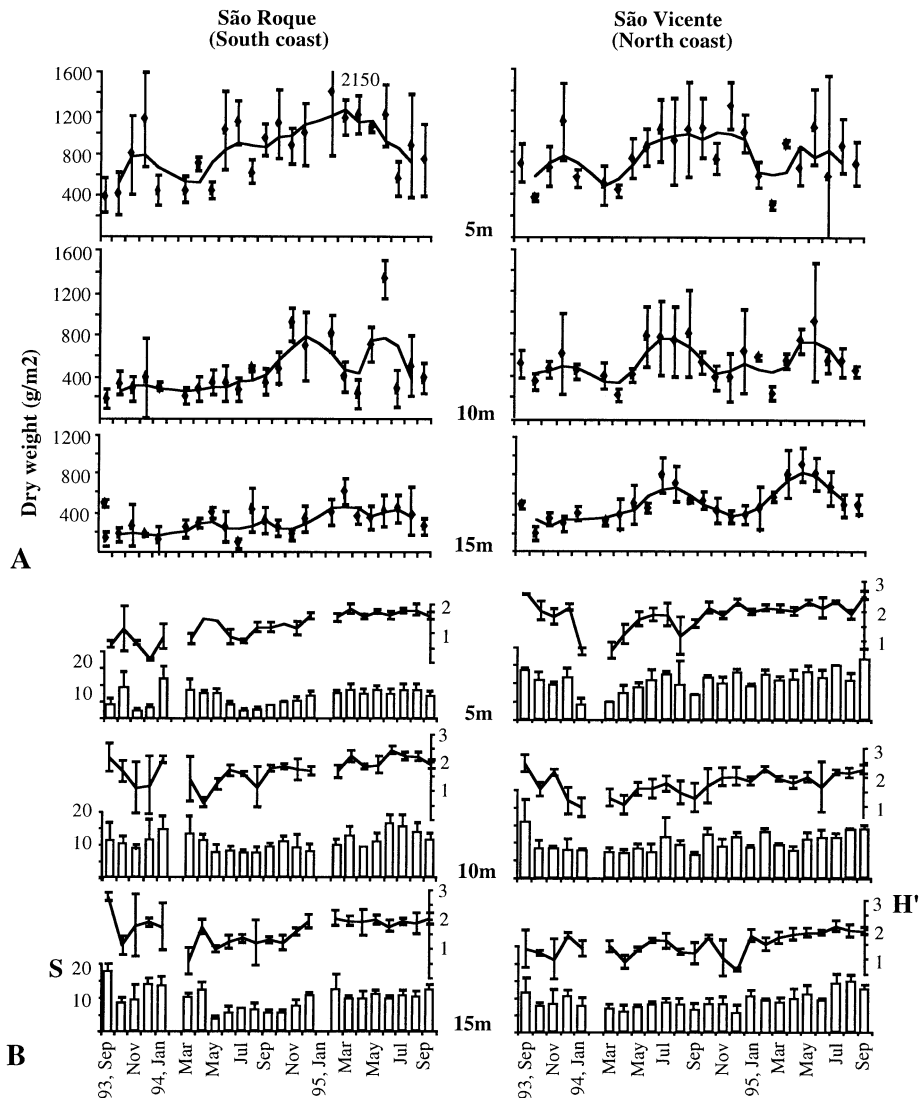 São Roque
(South coast)
São Vicente
(North coast)
1600
1200
800
400
2150
5m
1600
1200
800
400
10m
1200
800
400
15m
Dry weight (g/m2)
A
2
1
20
10
3
2
1
5m
3
2
1
20
10
3
2
1
10m
3
2
1
S
20
10
3
2
1
H'
15m
B
93, Sep
Nov
94, Jan
Mar
May
Jul
Sep
Nov
95, Jan
Mar
May
Jul
Sep
93, Sep
Nov
94, Jan
Mar
May
Jul
Sep
Nov
95, Jan
Mar
May
Jul
Sep